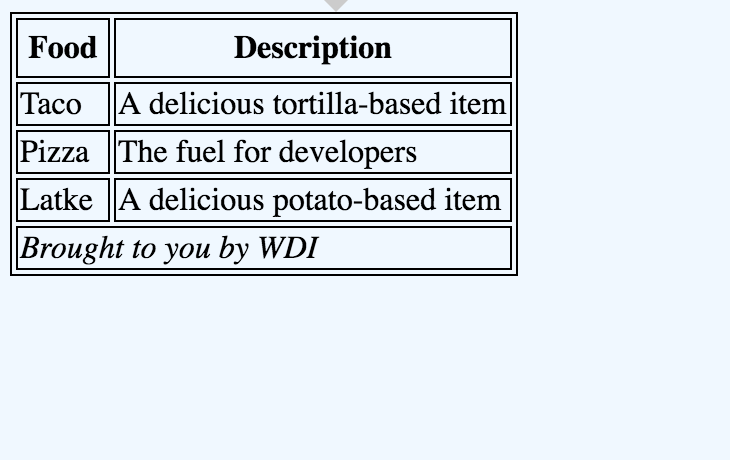 Food Description
Taco A delicious tortilla-based item
Pizza The fuel for developers
Latke A delicious potato-based item
Brought to you by WDI